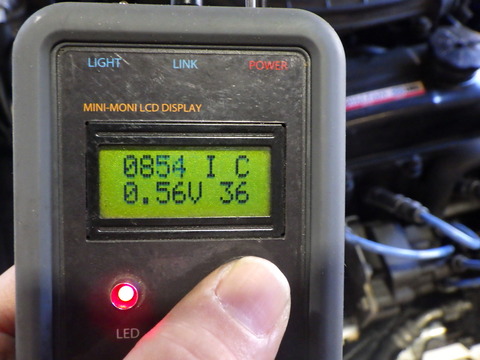 LIGHT LINK POWER
MINI-MONI LCD DISPLAY
0854 I C
0.56V 36
LED